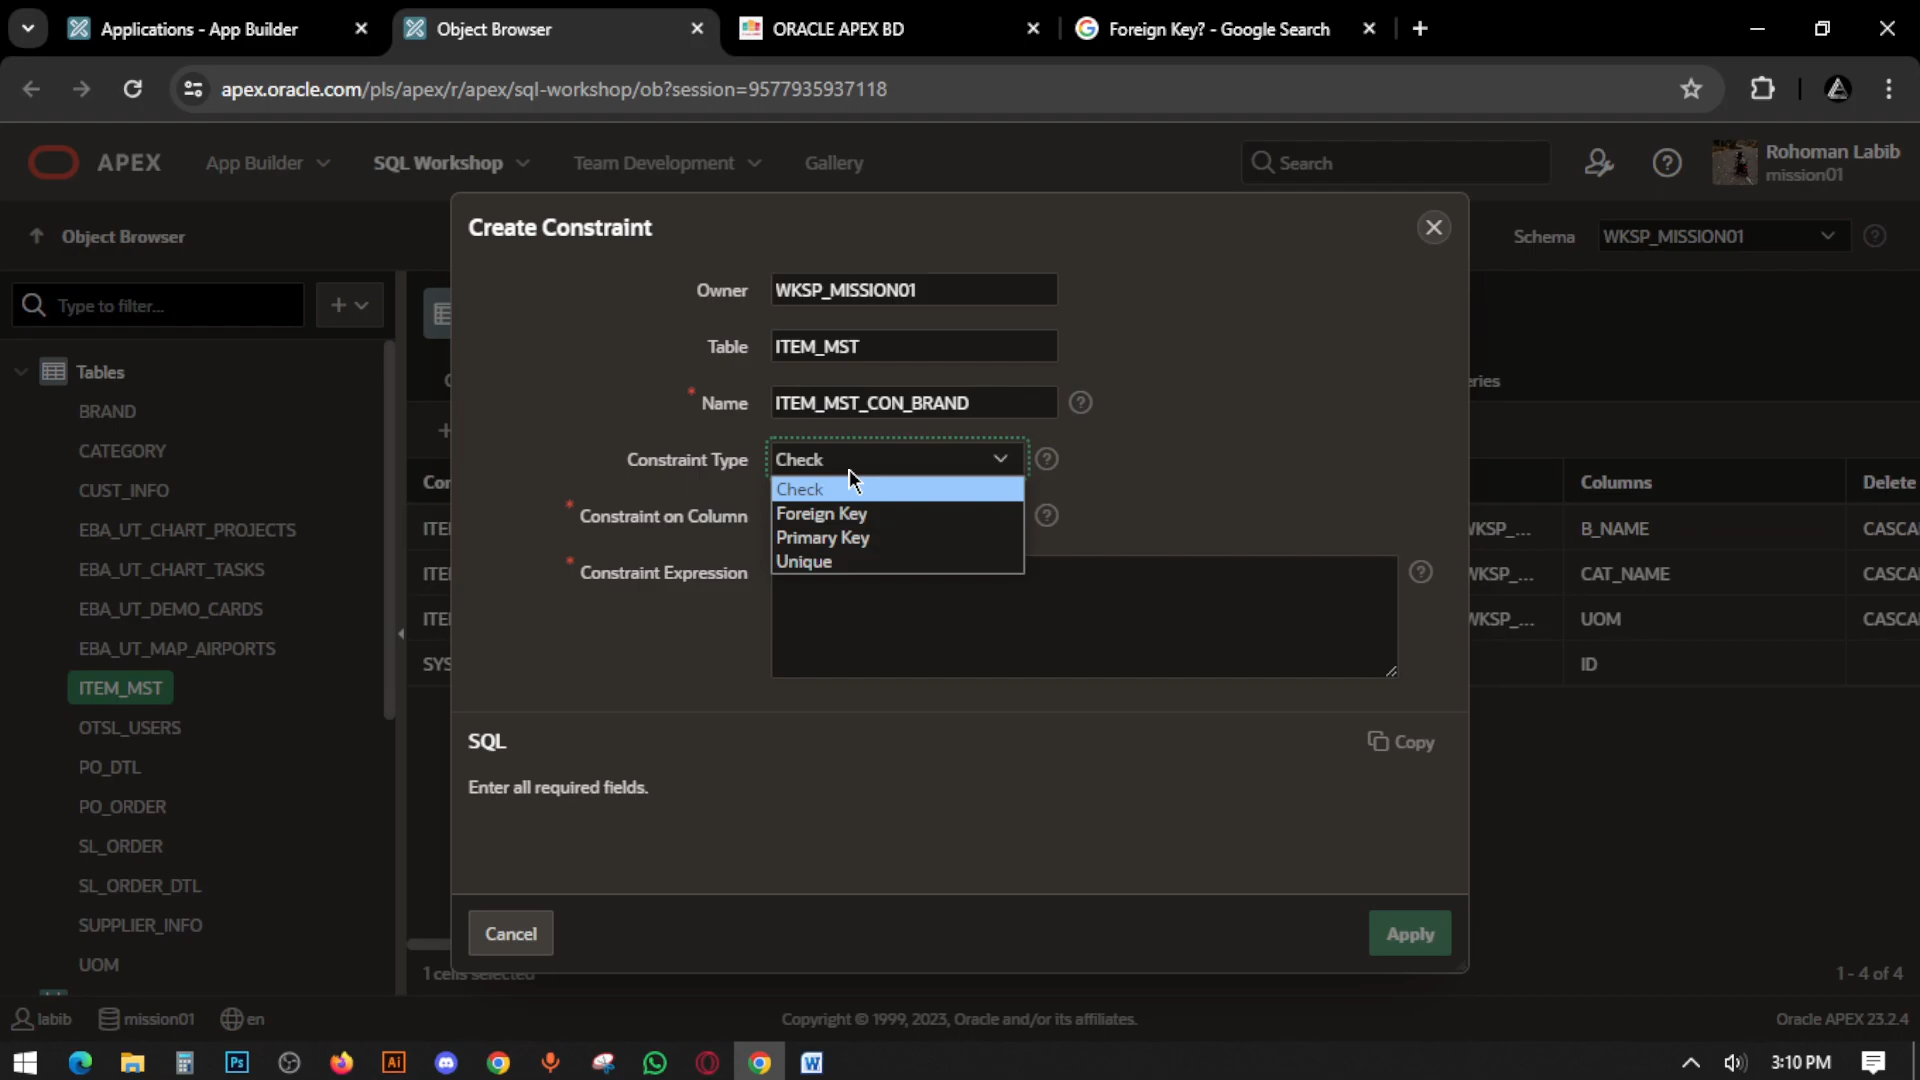 Applications - App Builder
Object Browser
ORACLE APEX BD
Foreign Key? - Google Search
apex.oracle.com/pls/apex/r/apex/sql-workshop/ob?session=9577935937118
APEX
App Builder
SQL Workshop
Team Development
Gallery
Search
Rohoman Labib
mission01
Object Browser
Schema
WKSP_MISSION01
Type to filter...
Tables
BRAND
CATEGORY
CUST_INFO
EBA_UT_CHART_PROJECTS
EBA_UT_CHART_TASKS
EBA_UT_DEMO_CARDS
EBA_UT_MAP_AIRPORTS
ITEM_MST
OTSL_USERS
PO_DTL
PO_ORDER
SL_ORDER
SL_ORDER_DTL
SUPPLIER_INFO
UOM
Create Constraint
Owner WKSP_MISSION01
Table ITEM_MST
* Name ITEM_MST_CON_BRAND
Constraint Type Check
Check
Foreign Key
Primary Key
Unique
* Constraint on Column
* Constraint Expression
SQL
Copy
Enter all required fields.
Cancel
Apply
Columns
Delete
B_NAME
CAT_NAME
UOM
ID
1 cells selected
1 - 4 of 4
labib
mission01
en
Copyright © 1999, 2023, Oracle and/or its affiliates.
Oracle APEX 23.2.4
Ps
Ai
W
3:10 PM